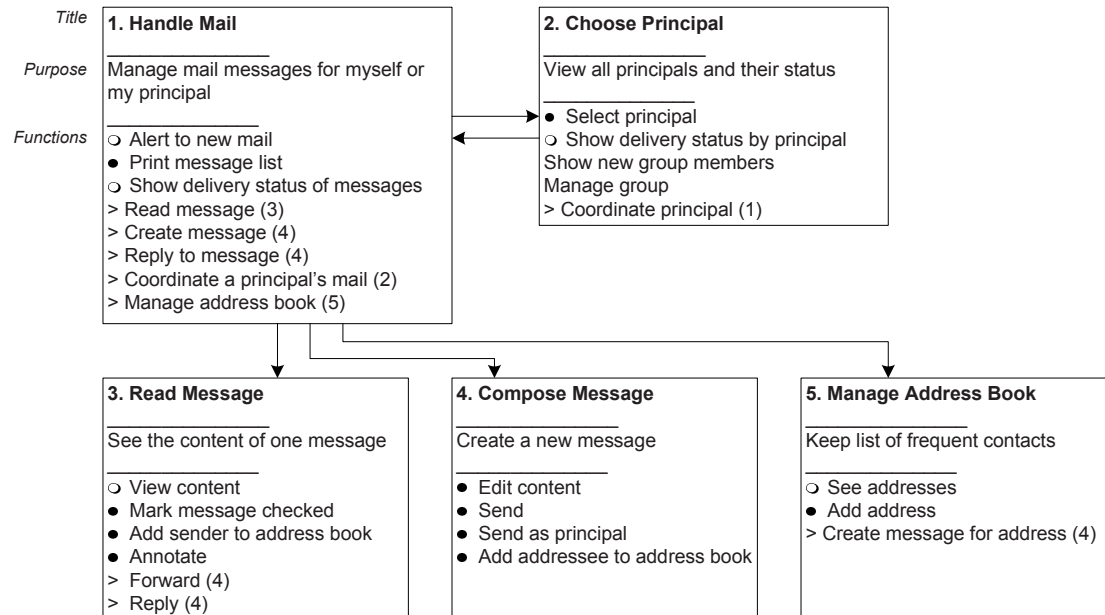 Title
Purpose
Functions
1. Handle Mail
Manage mail messages for myself or
my principal
○ Alert to new mail
● Print message list
○ Show delivery status of messages
> Read message (3)
> Create message (4)
> Reply to message (4)
> Coordinate a principal's mail (2)
> Manage address book (5)
2. Choose Principal
View all principals and their status
● Select principal
○ Show delivery status by principal
Show new group members
Manage group
> Coordinate principal (1)
3. Read Message
See the content of one message
○ View content
● Mark message checked
● Add sender to address book
● Annotate
> Forward (4)
> Reply (4)
4. Compose Message
Create a new message
● Edit content
● Send
● Send as principal
● Add addressee to address book
5. Manage Address Book
Keep list of frequent contacts
○ See addresses
● Add address
> Create message for address (4)